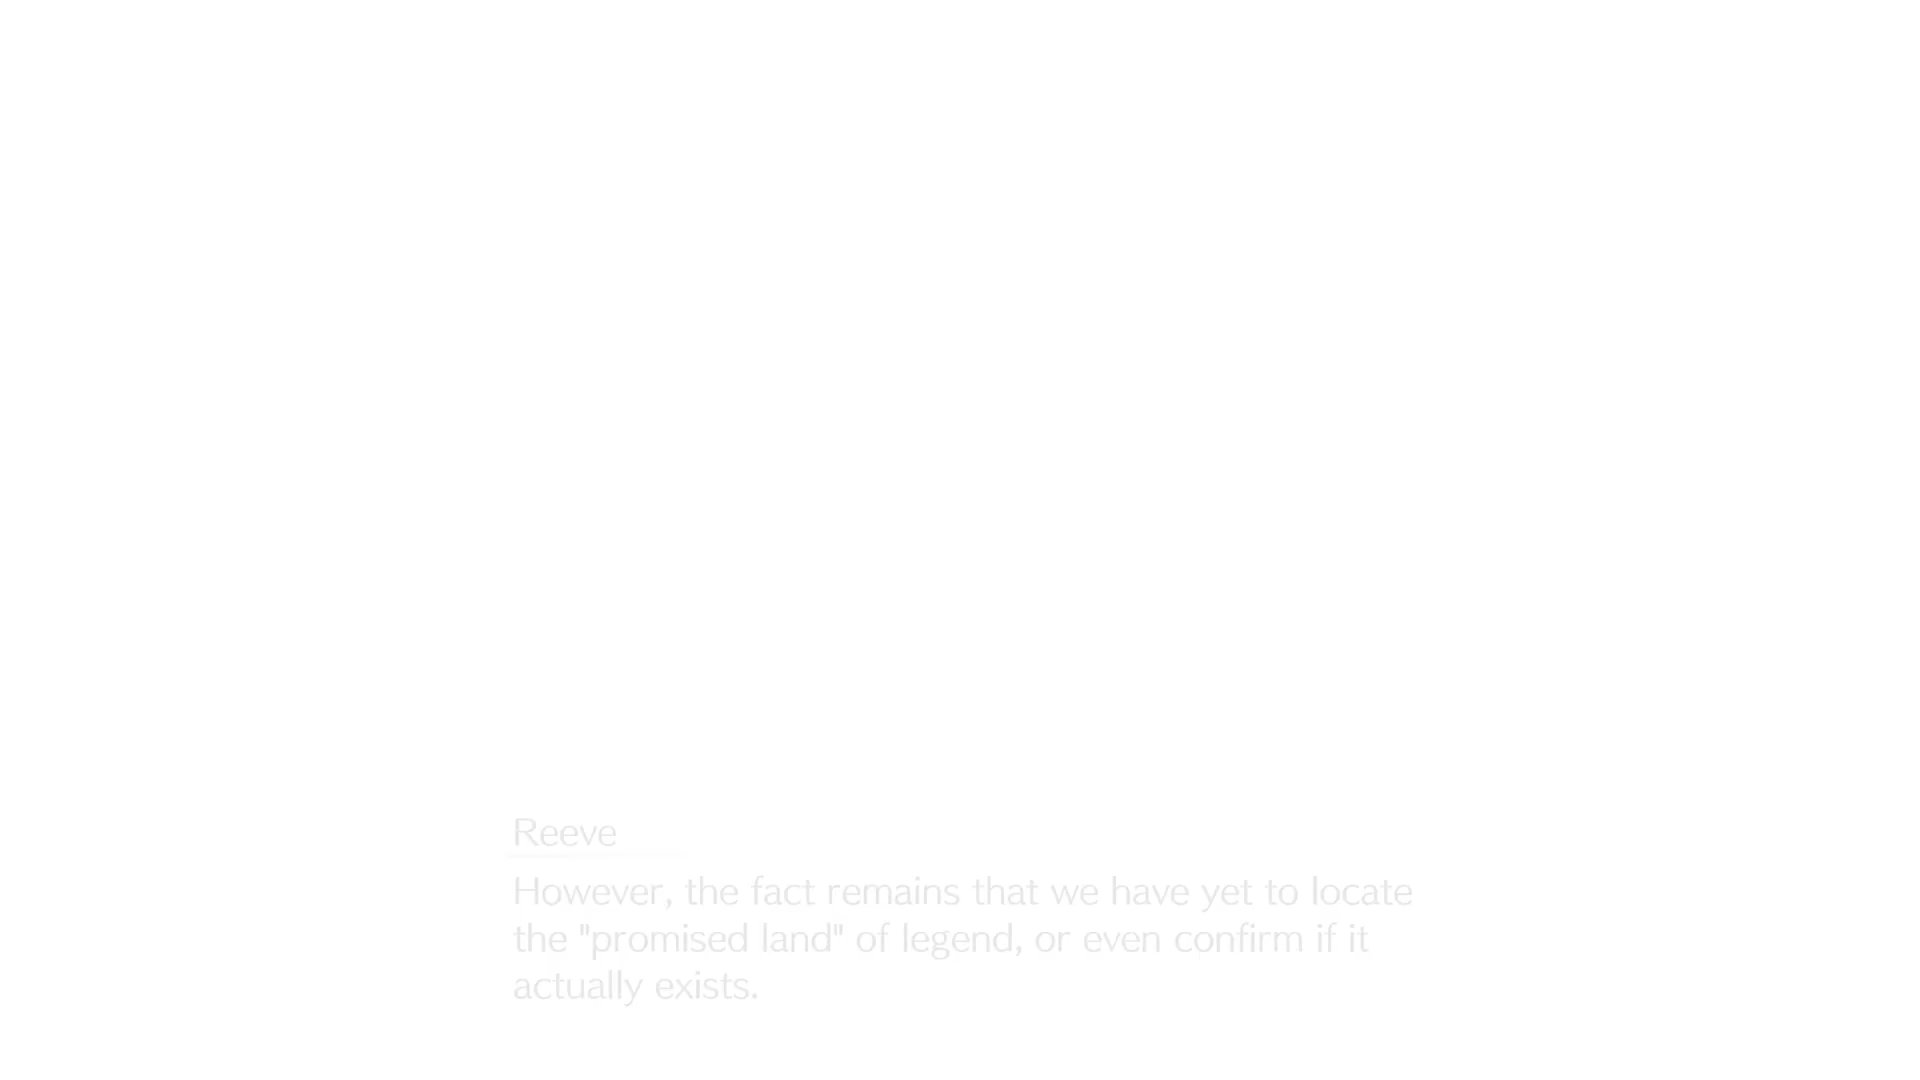 Reeve
However, the fact remains that we have yet to locate
the "promised land" of legend, or even confirm if it
actually exists.